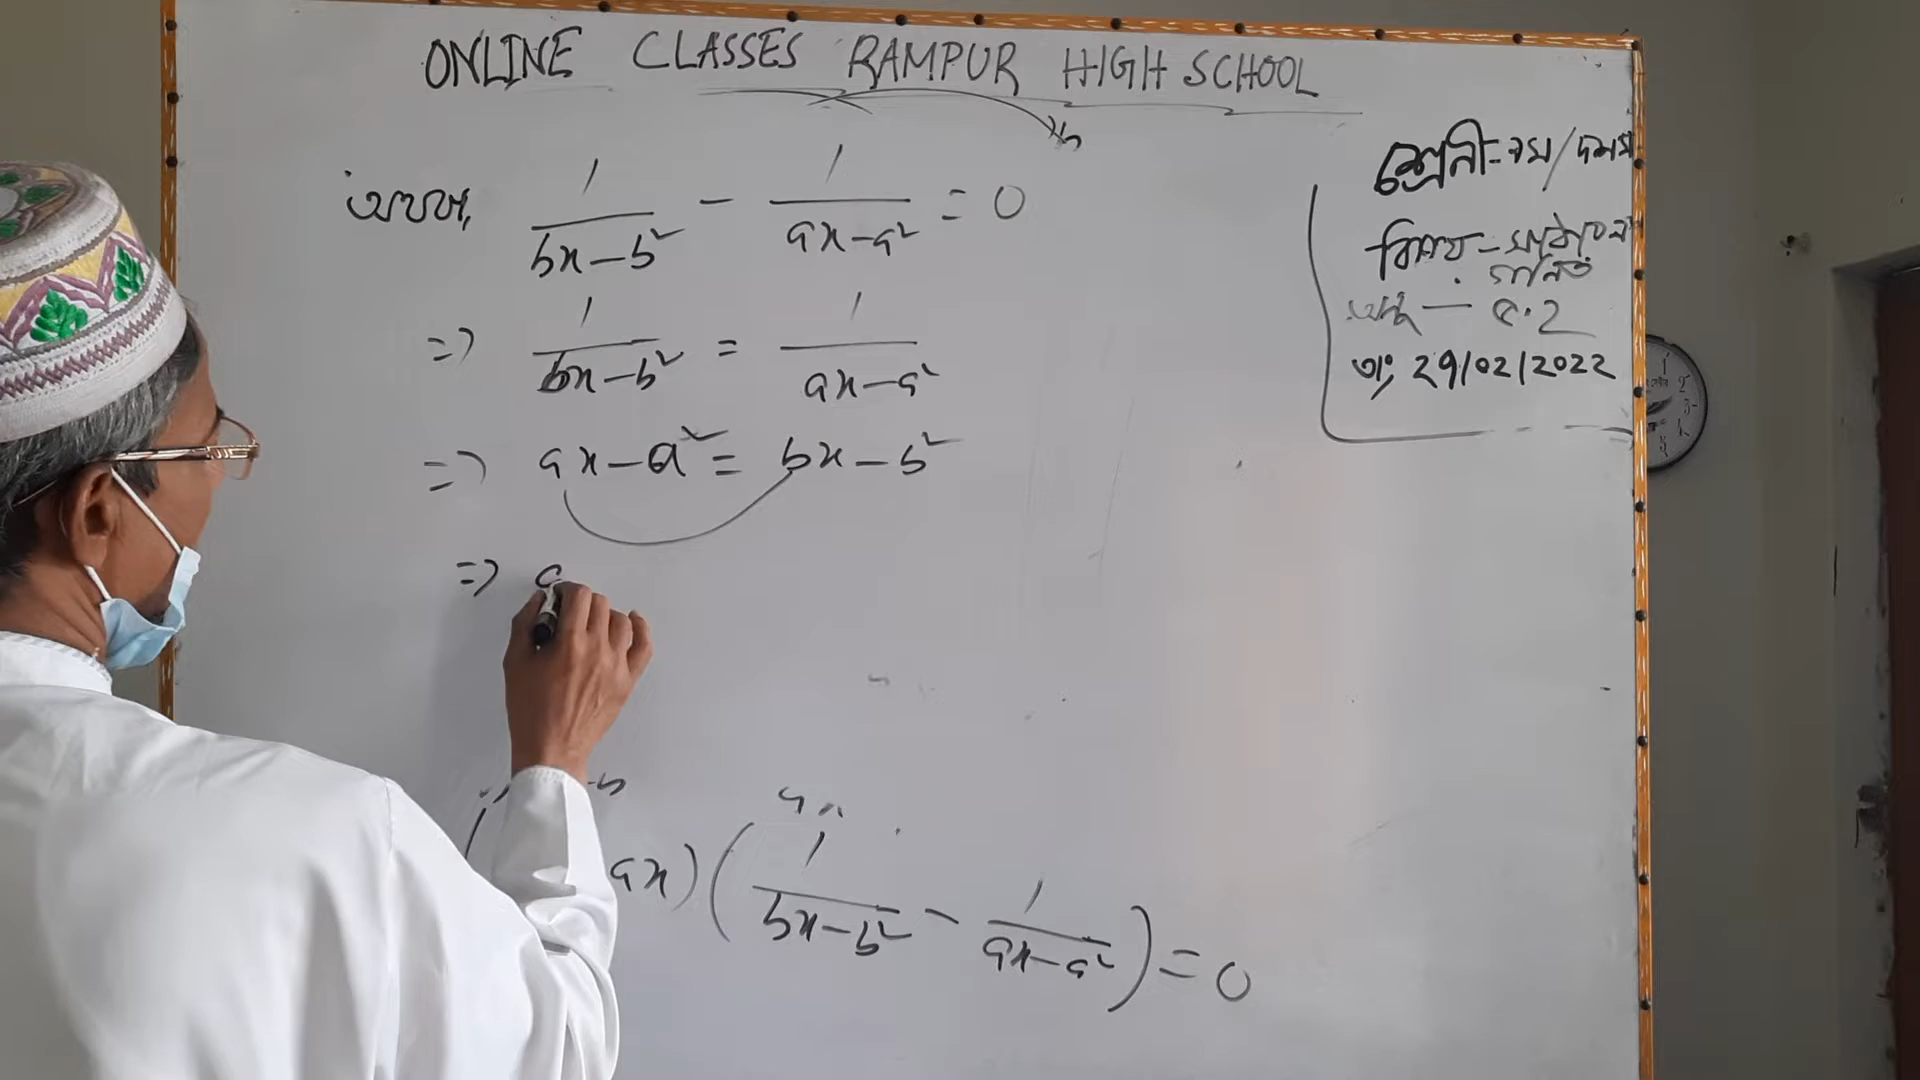 ONLINE CLASSES RAMPUR HIGH SCHOOL
অথবা, 1/(bx-b²) - 1/(ax-a²) = 0
=> 1/(bx-b²) = 1/(ax-a²)
=> ax-a² = bx-b²
=> a
ax) (1/(bx-b²) - 1/(ax-a²)) = 0
শ্রেনী-৯ম/দশম
বিষয়-
গনিত
৫.2
তাং 27/02/2022